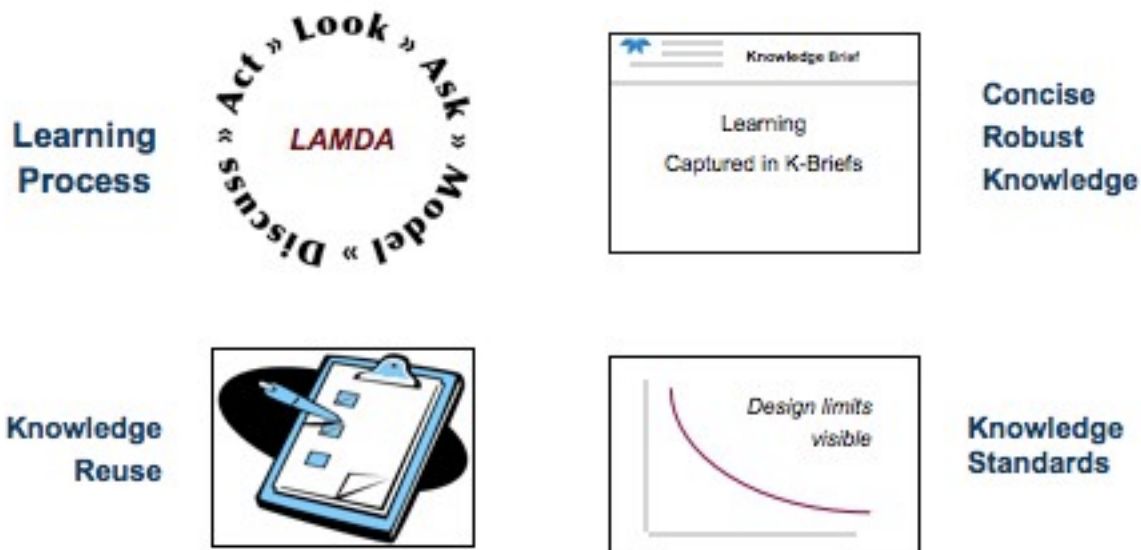 Learning
Process
Look » Ask » Model » Discuss » Act »
LAMDA
Knowledge Brief
Learning
Captured in K-Briefs
Concise
Robust
Knowledge
Knowledge
Reuse
Design limits
visible
Knowledge
Standards